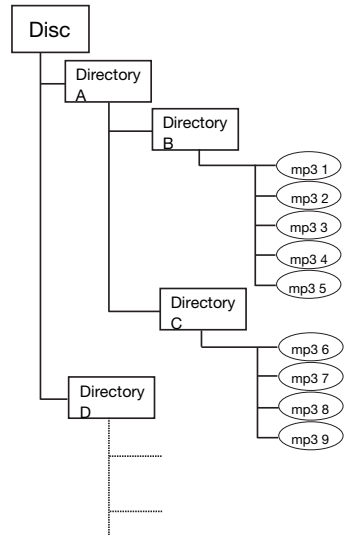 Disc
Directory
A
Directory
B
mp3 1
mp3 2
mp3 3
mp3 4
mp3 5
Directory
C
mp3 6
mp3 7
mp3 8
mp3 9
Directory
D